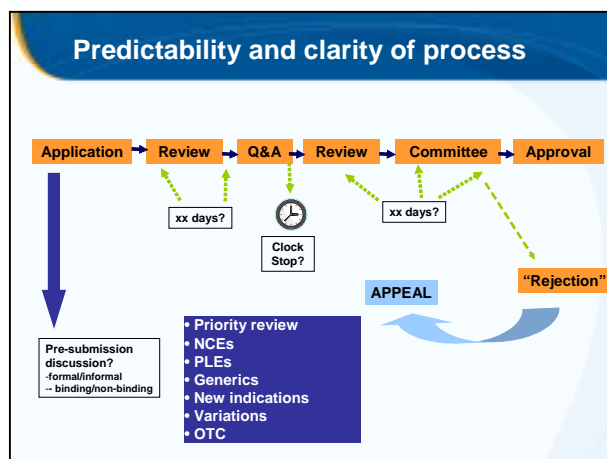 Predictability and clarity of process
Application
Review
Q&A
Review
Committee
Approval
xx days?
Clock
Stop?
xx days?
"Rejection"
APPEAL
Pre-submission
discussion?
-formal/informal
-- binding/non-binding
• Priority review
• NCEs
• PLEs
• Generics
• New indications
• Variations
• OTC